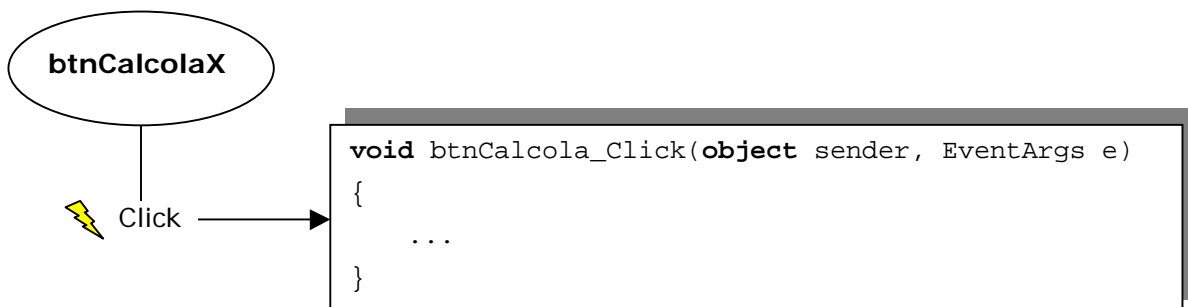 btnCalcolaX
void btnCalcola_Click(object sender, EventArgs e)
{
...
Click
}